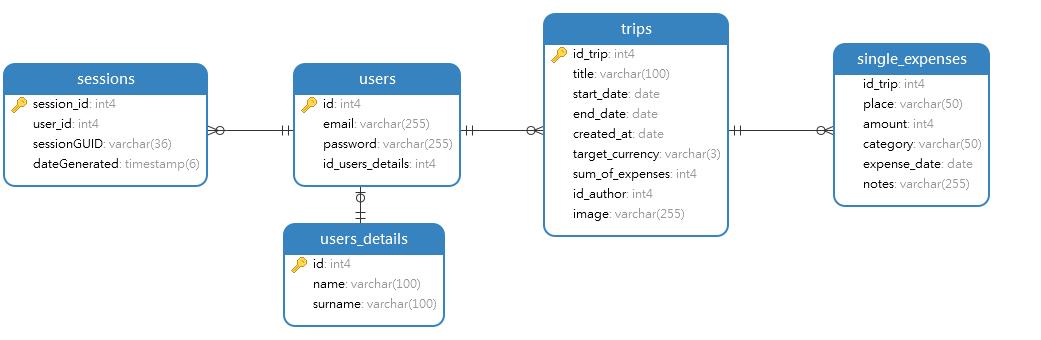 sessions
session_id: int4
user_id: int4
sessionGUID: varchar(36)
dateGenerated: timestamp(6)
users
id: int4
email: varchar(255)
password: varchar(255)
id_users_details: int4
users_details
id: int4
name: varchar(100)
surname: varchar(100)
trips
id_trip: int4
title: varchar(100)
start_date: date
end_date: date
created_at: date
target_currency: varchar(3)
sum_of_expenses: int4
id_author: int4
image: varchar(255)
single_expenses
id_trip: int4
place: varchar(50)
amount: int4
category: varchar(50)
expense_date: date
notes: varchar(255)